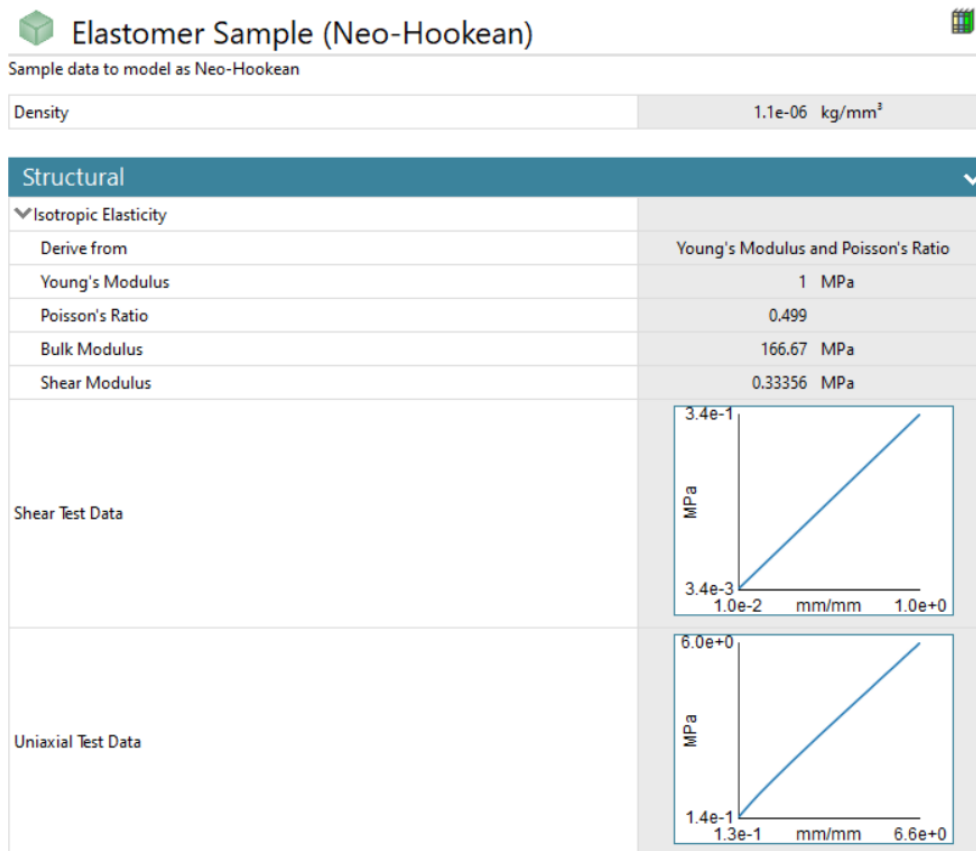 Elastomer Sample (Neo-Hookean)
Sample data to model as Neo-Hookean
Density 1.1e-06 kg/mm³
Structural
Isotropic Elasticity
Derive from Young's Modulus and Poisson's Ratio
Young's Modulus 1 MPa
Poisson's Ratio 0.499
Bulk Modulus 166.67 MPa
Shear Modulus 0.33356 MPa
Shear Test Data
3.4e-1
MPa
3.4e-3
1.0e-2 mm/mm 1.0e+0
Uniaxial Test Data
6.0e+0
MPa
1.4e-1
1.3e-1 mm/mm 6.6e+0